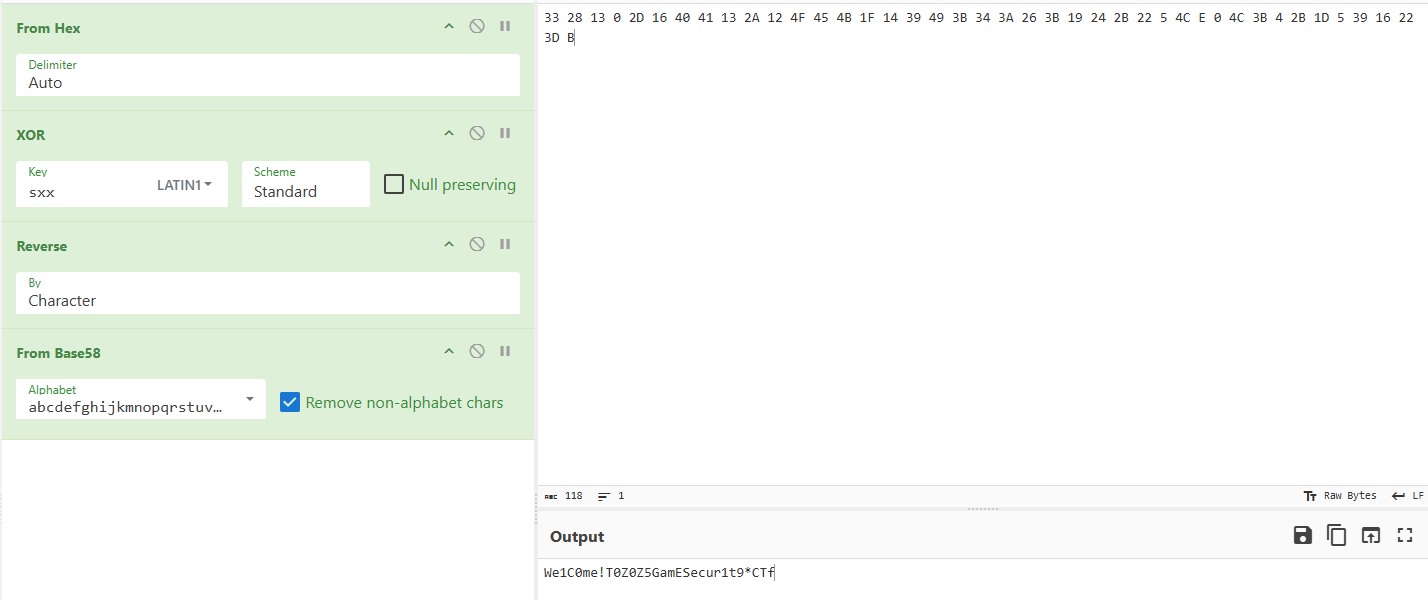 From Hex
Delimiter
Auto
XOR
Key
sxx
LATIN1
Scheme
Standard
Null preserving
Reverse
By
Character
From Base58
Alphabet
abcdefghijkmnopqrstuv…
Remove non-alphabet chars
33 28 13 0 2D 16 40 41 13 2A 12 4F 45 4B 1F 14 39 49 3B 34 3A 26 3B 19 24 2B 22 5 4C E 0 4C 3B 4 2B 1D 5 39 16 22
3D B
ABC 118 1
Tт Raw Bytes LF
Output
We1C0me!T0Z0Z5GamESecur1t9*CTf